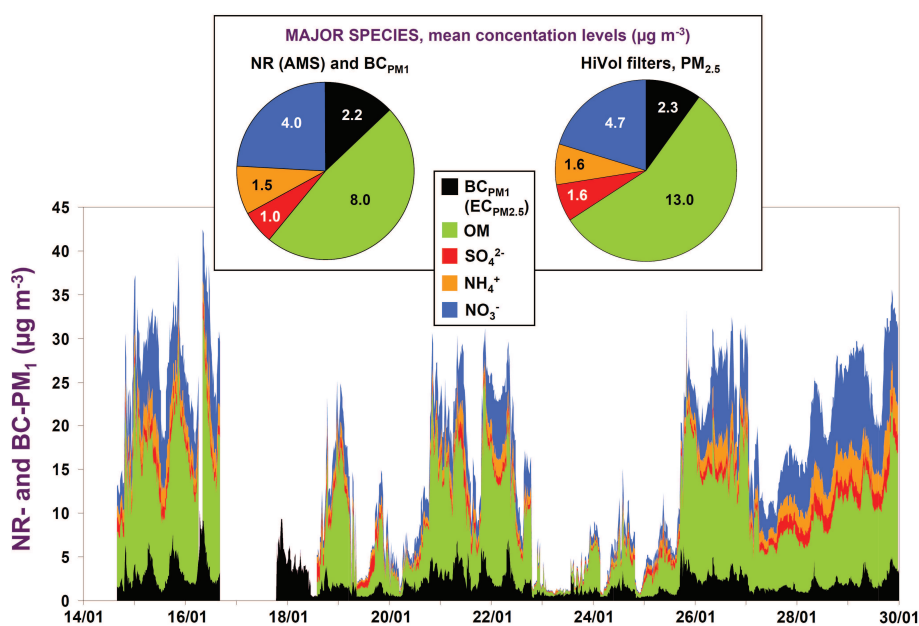 MAJOR SPECIES, mean concentration levels (µg m⁻³)
NR (AMS) and BC_PM1
HiVol filters, PM_2.5
2.2
4.0
1.5
1.0
8.0
2.3
4.7
1.6
1.6
13.0
BC_PM1
(EC_PM2.5)
OM
SO₄²⁻
NH₄⁺
NO₃⁻
NR- and BC-PM₁ (µg m⁻³)
45
40
35
30
25
20
15
10
5
0
14/01 16/01 18/01 20/01 22/01 24/01 26/01 28/01 30/01